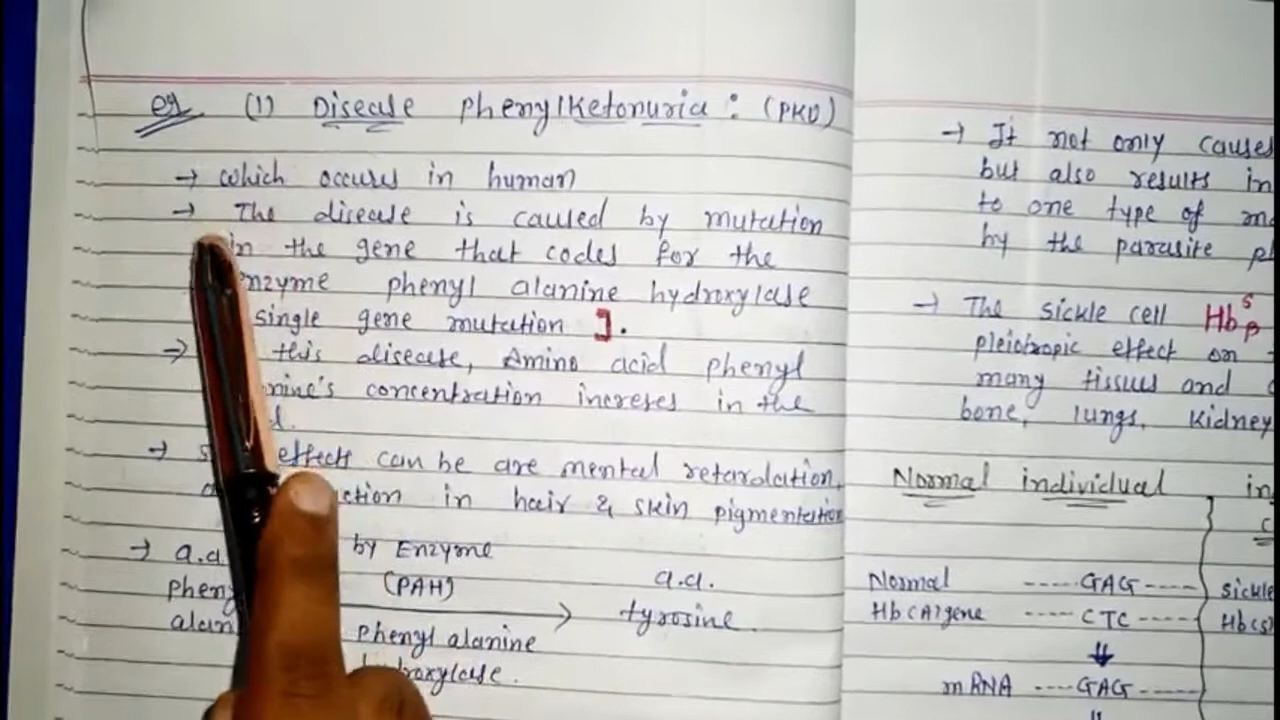 eg (1) Disease Phenylketonuria : (PKU)
→ which occurs in human
→ The disease is caused by mutation
in the gene that codes for the
enzyme phenyl alanine hydroxylase
single gene mutation ].
→ this disease, Amino acid phenyl
concentration increses in the
→ effects can be are mental retardation,
in hair & skin pigmentation
→ a.a by Enzyme a.a.
(PAH) tyrosine
Phenyl alanine
→ It not only causes
but also results in
to one type of
by the parasite
→ The sickle cell Hb S β
pleiotropic effect on
many tissues and
bone, lungs, Kidney
Normal individual in
Normal ----GAG---- sickle
Hb(A)gene ---- CTC ---- Hb(s)
mRNA ----GAG----